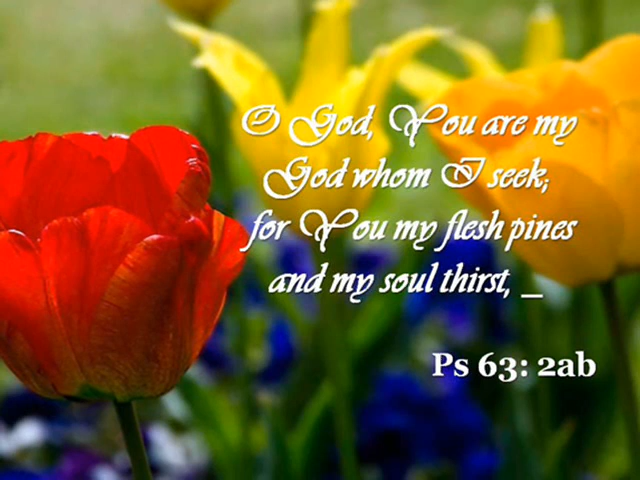 O God, You are my
God whom I seek;
for You my flesh pines
and my soul thirst, _
Ps 63: 2ab